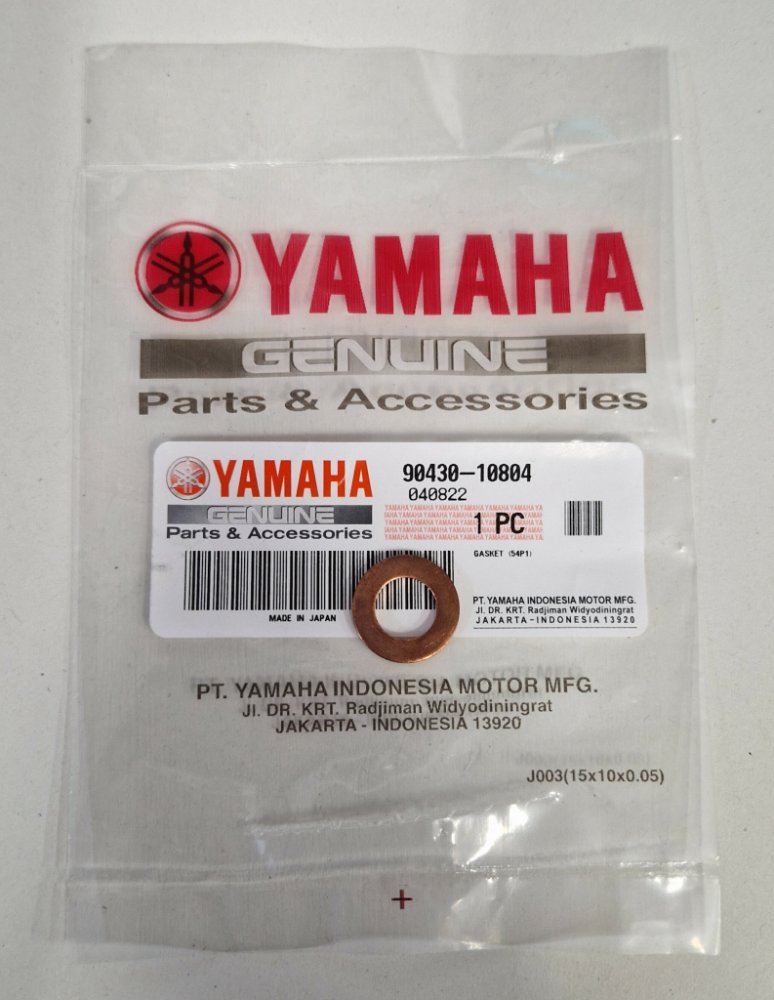 YAMAHA
GENUINE
Parts & Accessories
YAMAHA
GENUINE
Parts & Accessories
90430-10804
040822
1 PC
GASKET (54P1)
MADE IN JAPAN
PT. YAMAHA INDONESIA MOTOR MFG.
Jl. DR. KRT. Radjiman Widyodiningrat
JAKARTA - INDONESIA 13920
PT. YAMAHA INDONESIA MOTOR MFG.
Jl. DR. KRT. Radjiman Widyodiningrat
JAKARTA - INDONESIA 13920
J003(15x10x0.05)